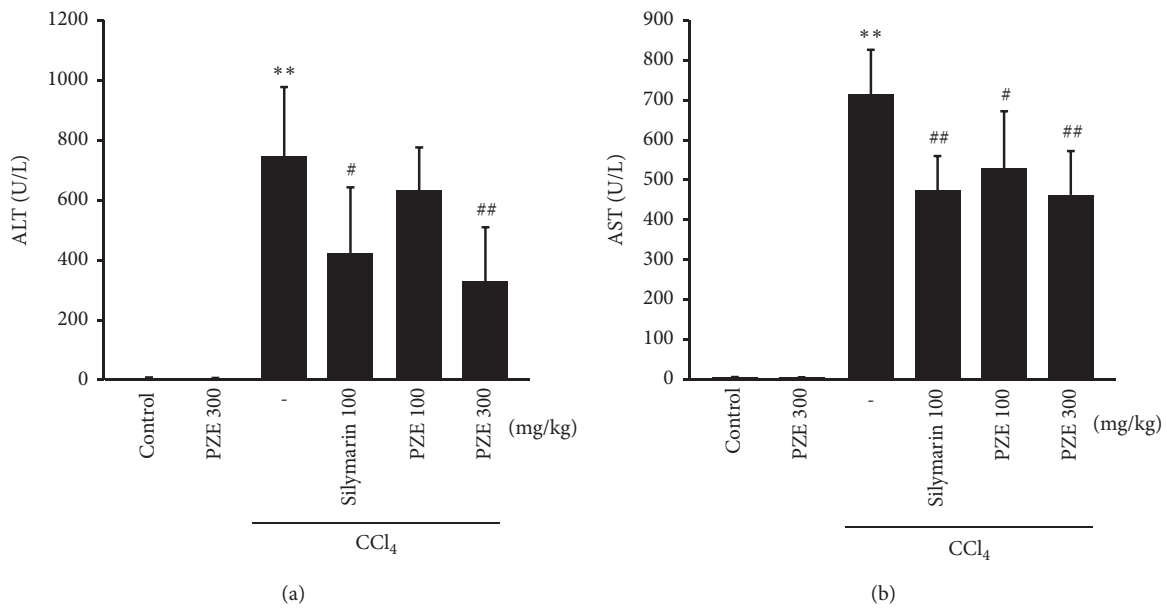 1200
1000
800
600
400
200
0
ALT (U/L)
**
#
##
Control
PZE 300
-
Silymarin 100
PZE 100
PZE 300
(mg/kg)
CCl₄
(a)
900
800
700
600
500
400
300
200
100
0
AST (U/L)
**
##
#
##
Control
PZE 300
-
Silymarin 100
PZE 100
PZE 300
(mg/kg)
CCl₄
(b)